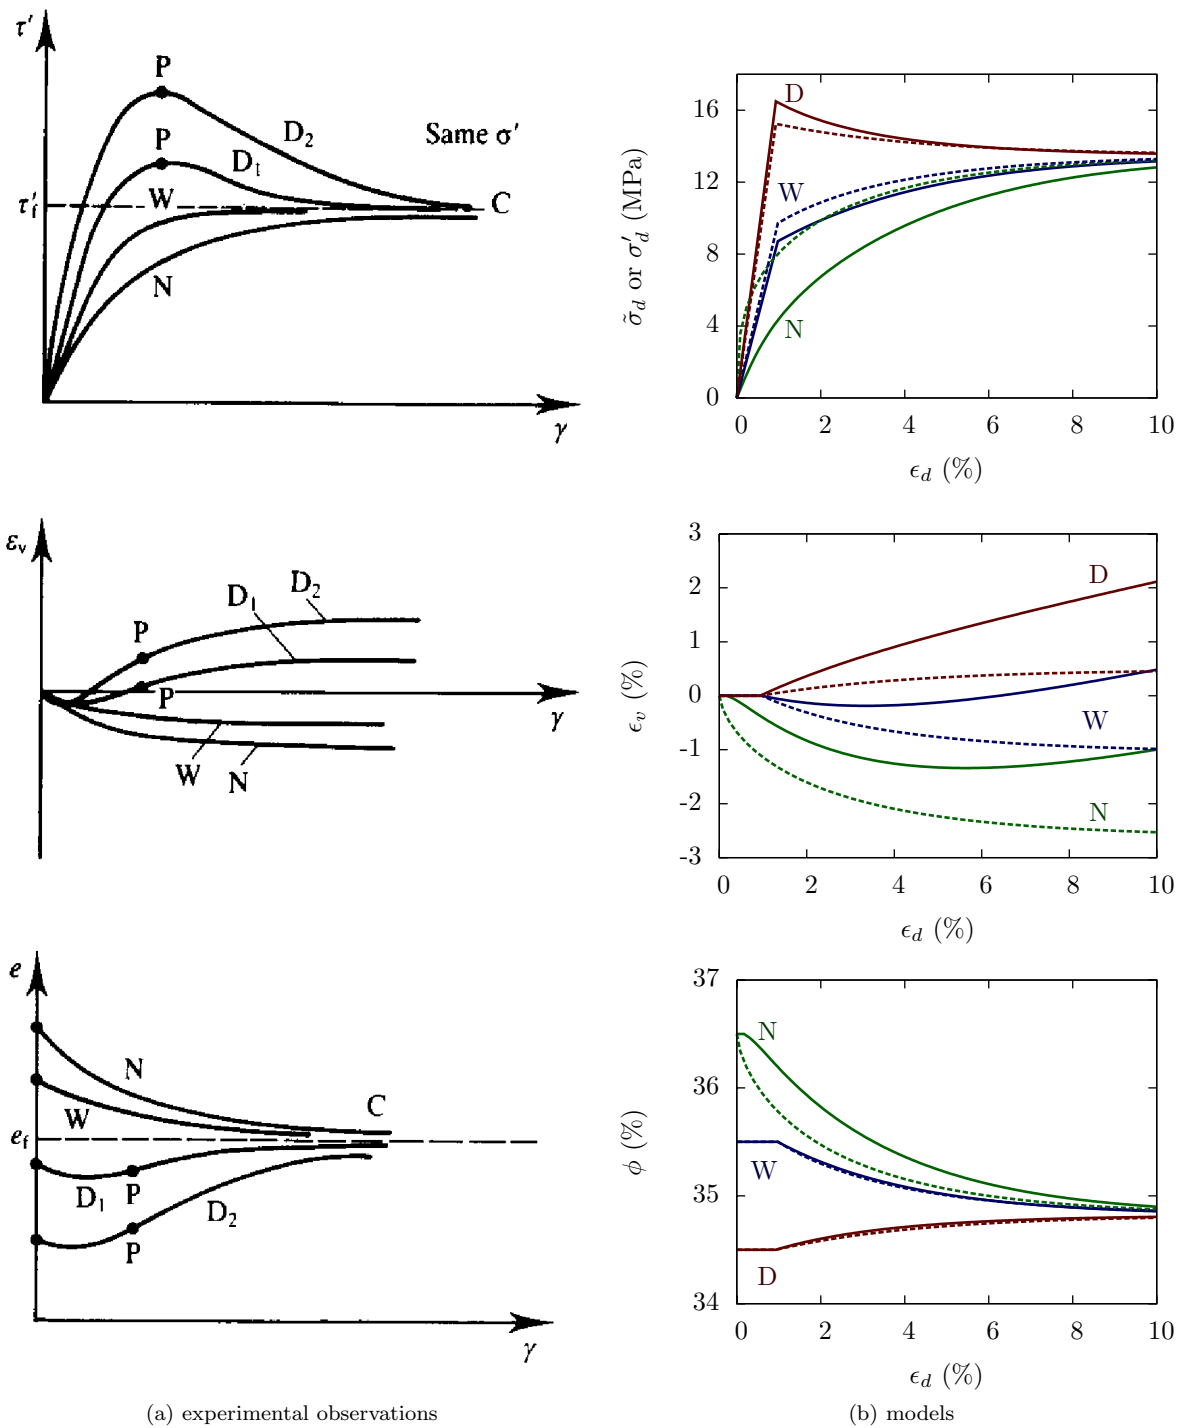 τ′
P
P
D₂
D₁
Same σ′
τ′f
W
C
N
γ
σ̃d or σ′d (MPa)
16
12
8
4
0
D
W
N
0 2 4 6 8 10
ϵd (%)
εv
D₁
D₂
P
P
γ
W
N
ϵv (%)
3
2
1
0
-1
-2
-3
D
W
N
0 2 4 6 8 10
ϵd (%)
e
N
W
C
ef
D₁
P
D₂
P
γ
ϕ (%)
37
36
35
34
N
W
D
0 2 4 6 8 10
ϵd (%)
(a) experimental observations
(b) models